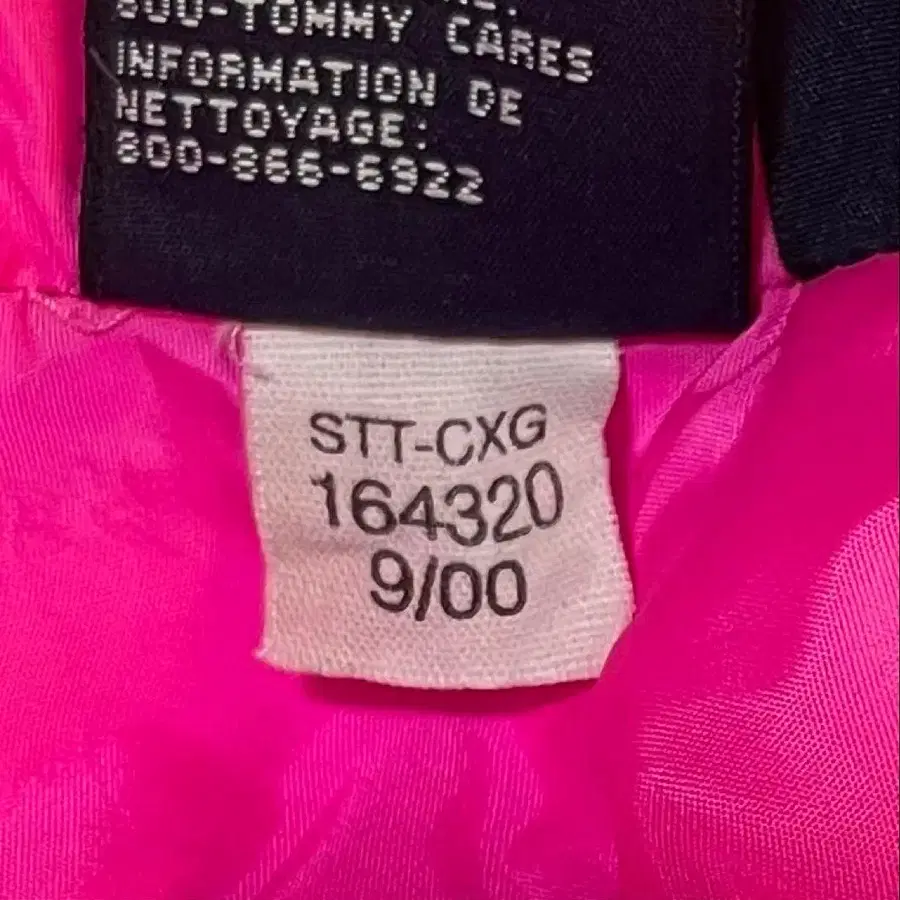 800-TOMMY CARES
INFORMATION DE
NETTOYAGE:
800-866-6922
STT-CXG
164320
9/00